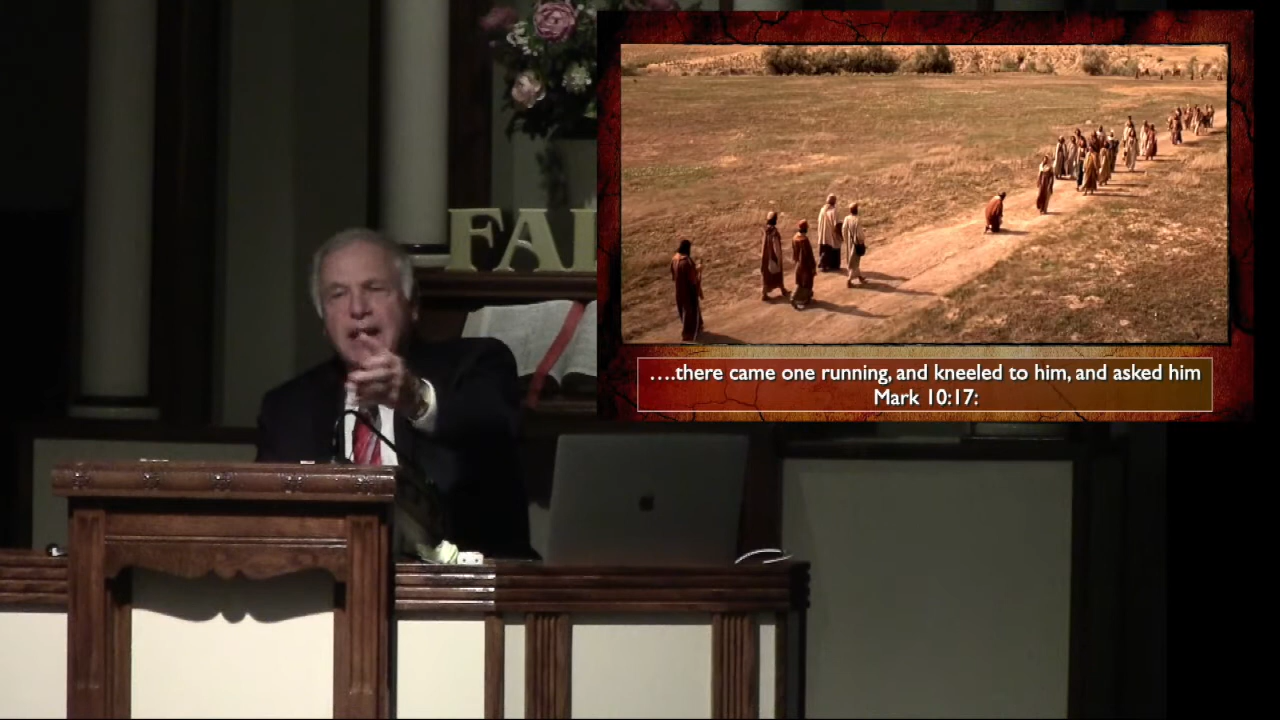 FAI
….there came one running, and kneeled to him, and asked him
Mark 10:17: